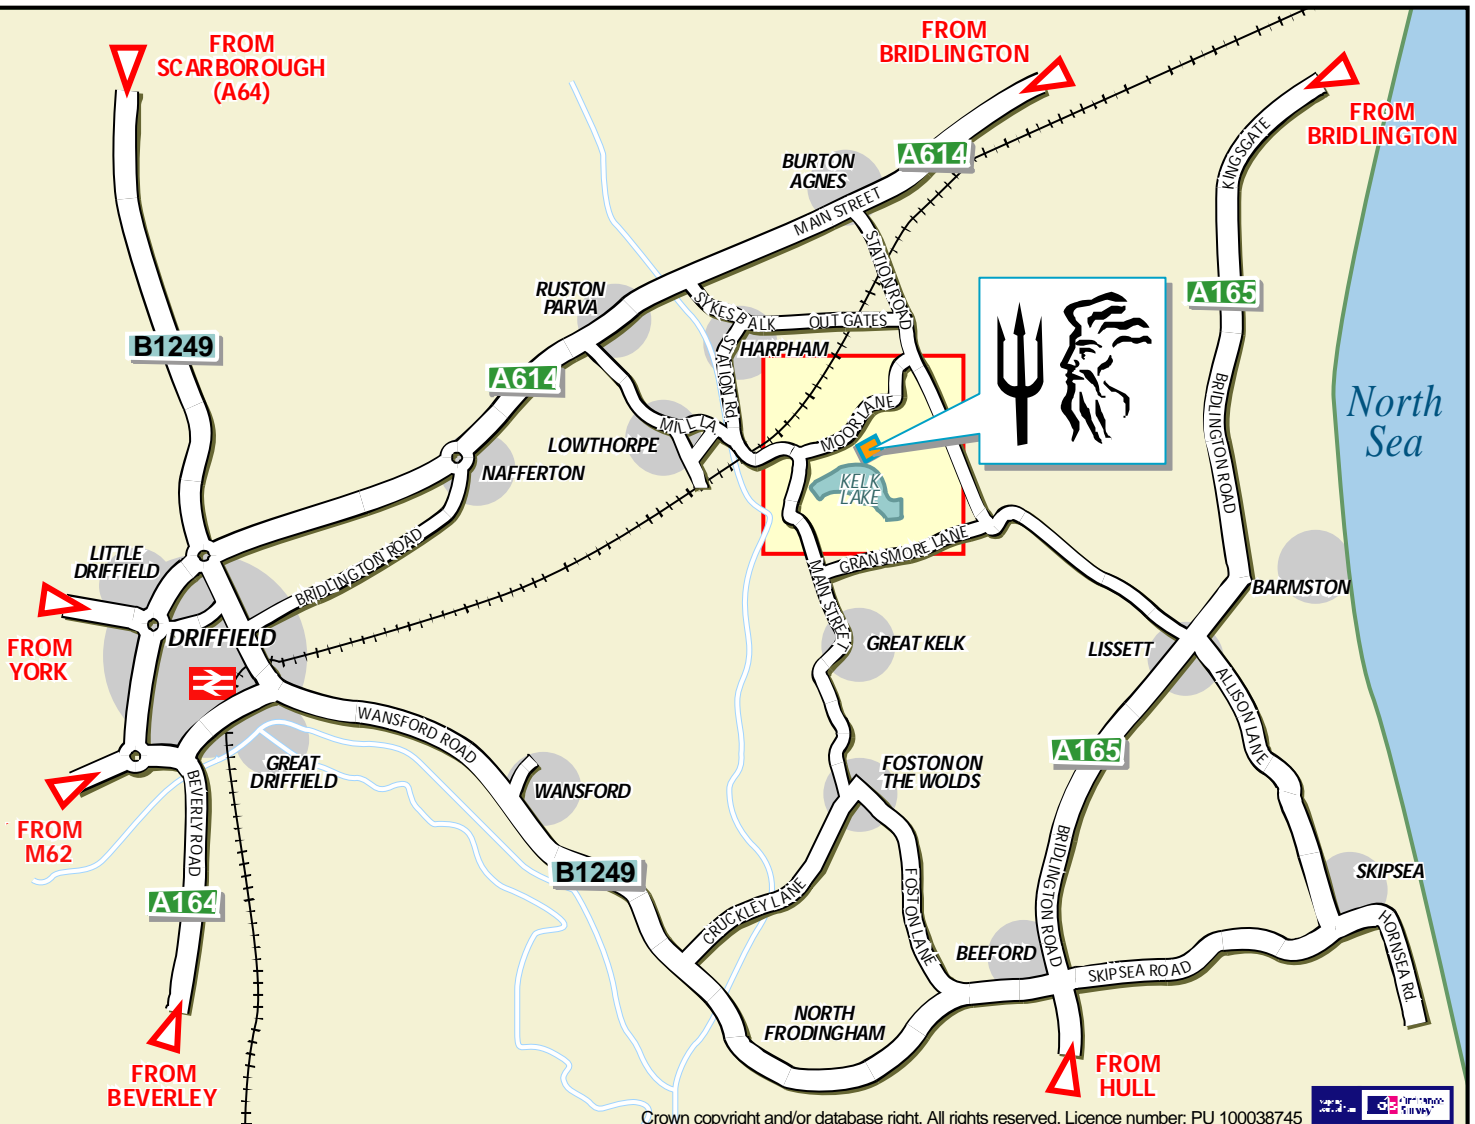 FROM
SCARBOROUGH
(A64)
FROM
BRIDLINGTON
FROM
BRIDLINGTON
BURTON
AGNES
A614
KINGSGATE
MAIN STREET
STATION ROAD
RUSTON
PARVA
SYKES BALK
OUT GATES
A165
HARPHAM
B1249
A614
STATION Rd
BRIDLINGTON ROAD
North
Sea
MOOR LANE
MILL LA
LOWTHORPE
NAFFERTON
KELK
LAKE
LITTLE
DRIFFIELD
BRIDLINGTON ROAD
GRANSMORE LANE
MAIN STREET
BARMSTON
FROM
YORK
DRIFFIELD
GREAT KELK
LISSETT
ALLISON LANE
WANSFORD ROAD
A165
GREAT
DRIFFIELD
WANSFORD
FOSTON ON
THE WOLDS
FROM
M62
BEVERLY ROAD
BRIDLINGTON ROAD
B1249
SKIPSEA
A164
CRUCKLEY LANE
FOSTON LANE
BEEFORD
SKIPSEA ROAD
HORNSEA Rd.
NORTH
FRODINGHAM
FROM
BEVERLEY
FROM
HULL
Crown copyright and/or database right. All rights reserved. Licence number: PU 100038745
Ordnance
Survey